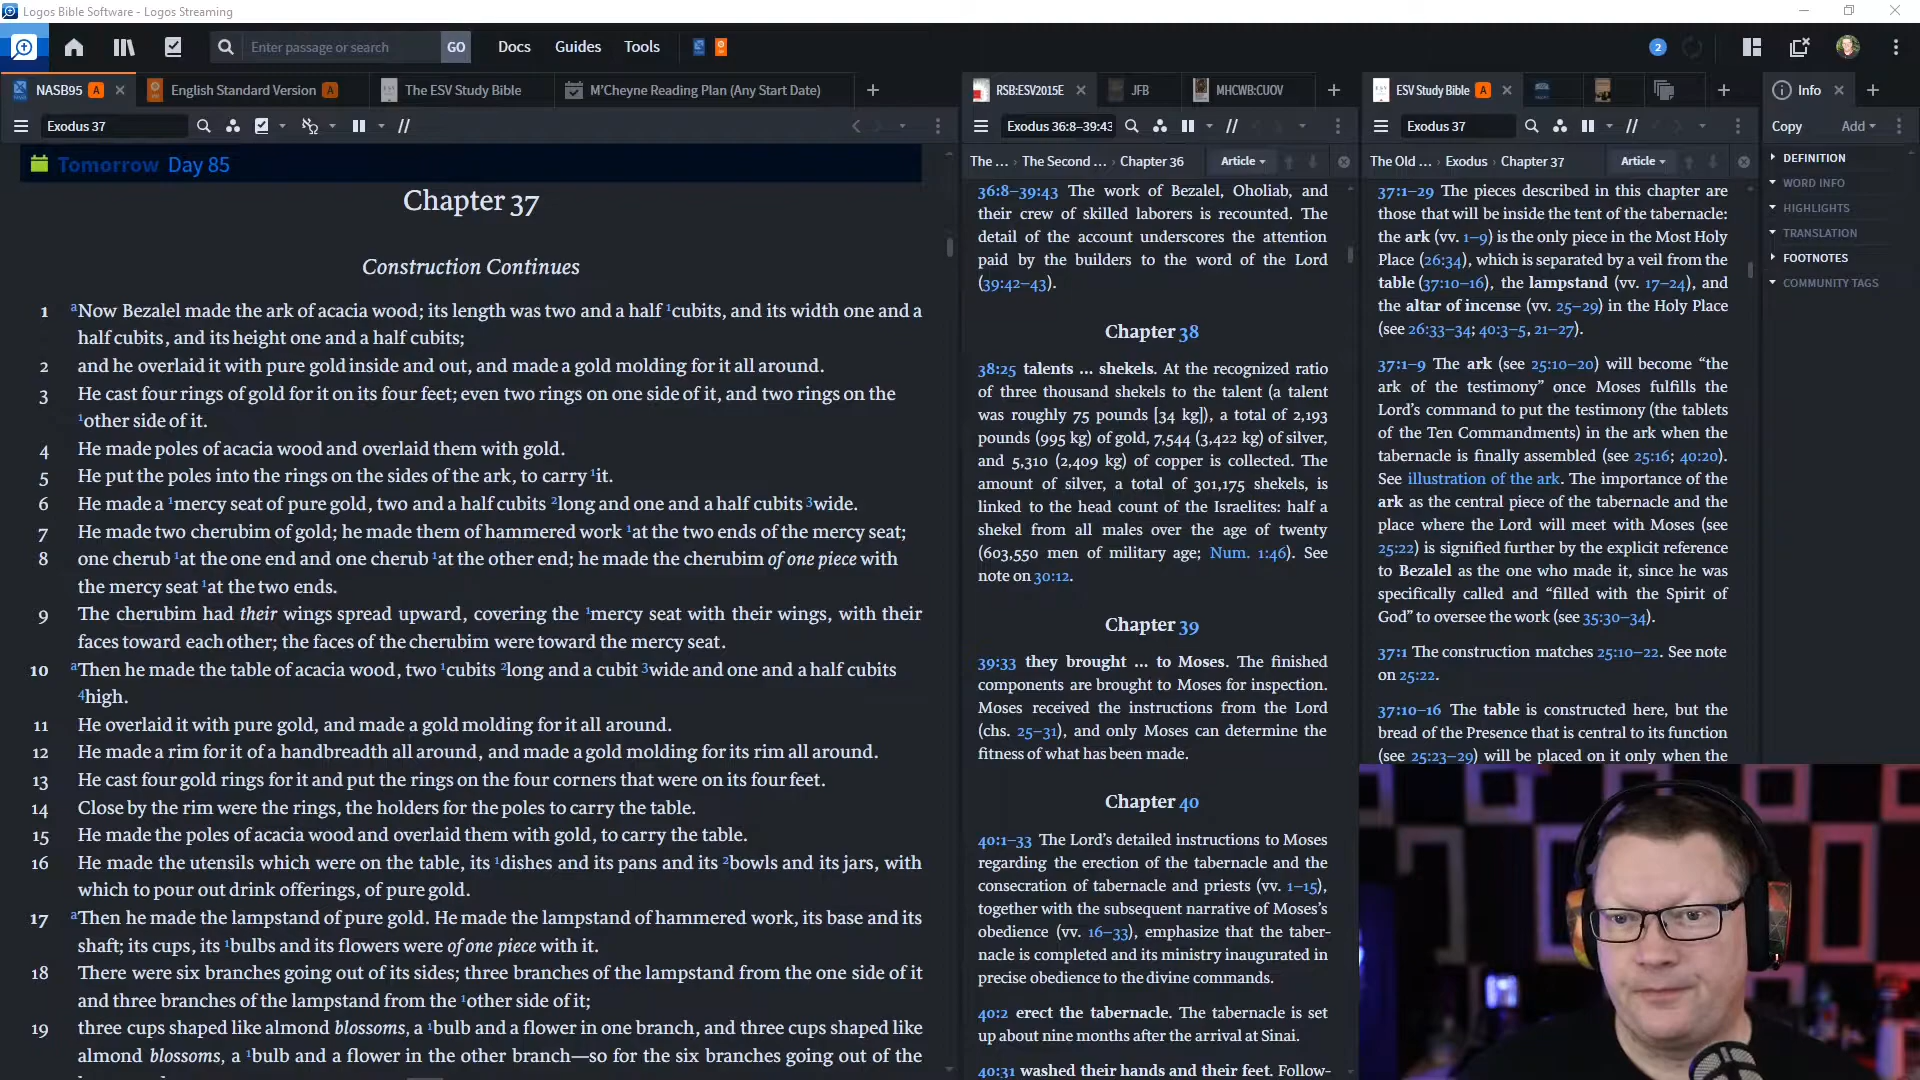 Logos Bible Software - Logos Streaming
Enter passage or search GO Docs Guides Tools 2
NASB95 A English Standard Version A The ESV Study Bible M'Cheyne Reading Plan (Any Start Date)
Exodus 37
Tomorrow Day 85
Chapter 37
Construction Continues
1 aNow Bezalel made the ark of acacia wood; its length was two and a half 1cubits, and its width one and a
half cubits, and its height one and a half cubits;
2 and he overlaid it with pure gold inside and out, and made a gold molding for it all around.
3 He cast four rings of gold for it on its four feet; even two rings on one side of it, and two rings on the
1other side of it.
4 He made poles of acacia wood and overlaid them with gold.
5 He put the poles into the rings on the sides of the ark, to carry 1it.
6 He made a 1mercy seat of pure gold, two and a half cubits 2long and one and a half cubits 3wide.
7 He made two cherubim of gold; he made them of hammered work 1at the two ends of the mercy seat;
8 one cherub 1at the one end and one cherub 1at the other end; he made the cherubim of one piece with
the mercy seat 1at the two ends.
9 The cherubim had their wings spread upward, covering the 1mercy seat with their wings, with their
faces toward each other; the faces of the cherubim were toward the mercy seat.
10 aThen he made the table of acacia wood, two 1cubits 2long and a cubit 3wide and one and a half cubits
4high.
11 He overlaid it with pure gold, and made a gold molding for it all around.
12 He made a rim for it of a handbreadth all around, and made a gold molding for its rim all around.
13 He cast four gold rings for it and put the rings on the four corners that were on its four feet.
14 Close by the rim were the rings, the holders for the poles to carry the table.
15 He made the poles of acacia wood and overlaid them with gold, to carry the table.
16 He made the utensils which were on the table, its 1dishes and its pans and its 2bowls and its jars, with
which to pour out drink offerings, of pure gold.
17 aThen he made the lampstand of pure gold. He made the lampstand of hammered work, its base and its
shaft; its cups, its 1bulbs and its flowers were of one piece with it.
18 There were six branches going out of its sides; three branches of the lampstand from the one side of it
and three branches of the lampstand from the 1other side of it;
19 three cups shaped like almond blossoms, a 1bulb and a flower in one branch, and three cups shaped like
almond blossoms, a 1bulb and a flower in the other branch—so for the six branches going out of the
RSB:ESV2015E JFB MHCWB:CUOV
Exodus 36:8–39:43
The ... The Second ... Chapter 36 Article
36:8–39:43 The work of Bezalel, Oholiab, and
their crew of skilled laborers is recounted. The
detail of the account underscores the attention
paid by the builders to the word of the Lord
(39:42–43).
Chapter 38
38:25 talents ... shekels. At the recognized ratio
of three thousand shekels to the talent (a talent
was roughly 75 pounds [34 kg]), a total of 2,193
pounds (995 kg) of gold, 7,544 (3,422 kg) of silver,
and 5,310 (2,409 kg) of copper is collected. The
amount of silver, a total of 301,175 shekels, is
linked to the head count of the Israelites: half a
shekel from all males over the age of twenty
(603,550 men of military age; Num. 1:46). See
note on 30:12.
Chapter 39
39:33 they brought ... to Moses. The finished
components are brought to Moses for inspection.
Moses received the instructions from the Lord
(chs. 25–31), and only Moses can determine the
fitness of what has been made.
Chapter 40
40:1–33 The Lord's detailed instructions to Moses
regarding the erection of the tabernacle and the
consecration of tabernacle and priests (vv. 1–15),
together with the subsequent narrative of Moses's
obedience (vv. 16–33), emphasize that the taber-
nacle is completed and its ministry inaugurated in
precise obedience to the divine commands.
40:2 erect the tabernacle. The tabernacle is set
up about nine months after the arrival at Sinai.
40:31 washed their hands and their feet. Follow-
ESV Study Bible A
Exodus 37
The Old ... Exodus Chapter 37 Article
37:1–29 The pieces described in this chapter are
those that will be inside the tent of the tabernacle:
the ark (vv. 1–9) is the only piece in the Most Holy
Place (26:34), which is separated by a veil from the
table (37:10–16), the lampstand (vv. 17–24), and
the altar of incense (vv. 25–29) in the Holy Place
(see 26:33–34; 40:3–5, 21–27).
37:1–9 The ark (see 25:10–20) will become "the
ark of the testimony" once Moses fulfills the
Lord's command to put the testimony (the tablets
of the Ten Commandments) in the ark when the
tabernacle is finally assembled (see 25:16; 40:20).
See illustration of the ark. The importance of the
ark as the central piece of the tabernacle and the
place where the Lord will meet with Moses (see
25:22) is signified further by the explicit reference
to Bezalel as the one who made it, since he was
specifically called and "filled with the Spirit of
God" to oversee the work (see 35:30–34).
37:1 The construction matches 25:10–22. See note
on 25:22.
37:10–16 The table is constructed here, but the
bread of the Presence that is central to its function
(see 25:23–29) will be placed on it only when the
Info
Copy Add
DEFINITION
WORD INFO
HIGHLIGHTS
TRANSLATION
FOOTNOTES
COMMUNITY TAGS